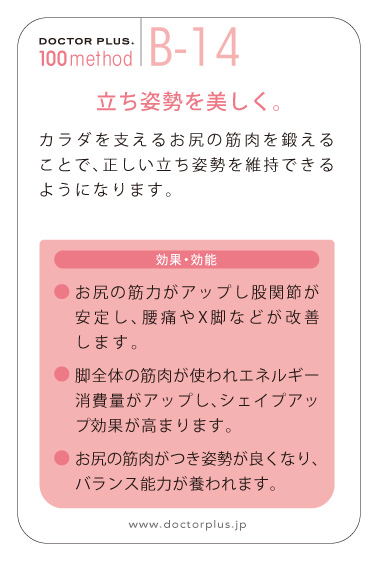 DOCTOR PLUS.
100method
B-14
立ち姿勢を美しく。
カラダを支えるお尻の筋肉を鍛える
ことで、正しい立ち姿勢を維持できる
ようになります。
効果・効能
● お尻の筋力がアップし股関節が
安定し、腰痛やX脚などが改善
します。
● 脚全体の筋肉が使われエネルギー
消費量がアップし、シェイプアッ
プ効果が高まります。
● お尻の筋肉がつき姿勢が良くなり、
バランス能力が養われます。
www.doctorplus.jp